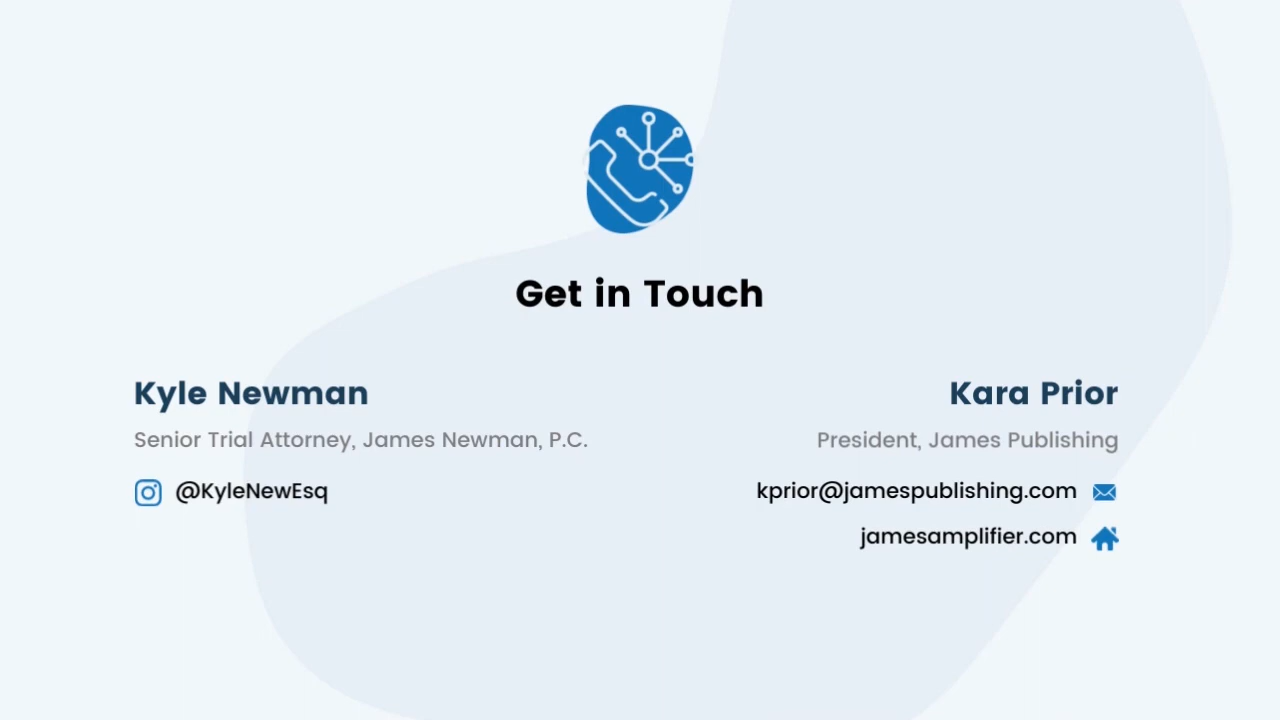 Get in Touch
Kyle Newman
Senior Trial Attorney, James Newman, P.C.
@KyleNewEsq
Kara Prior
President, James Publishing
kprior@jamespublishing.com
jamesamplifier.com